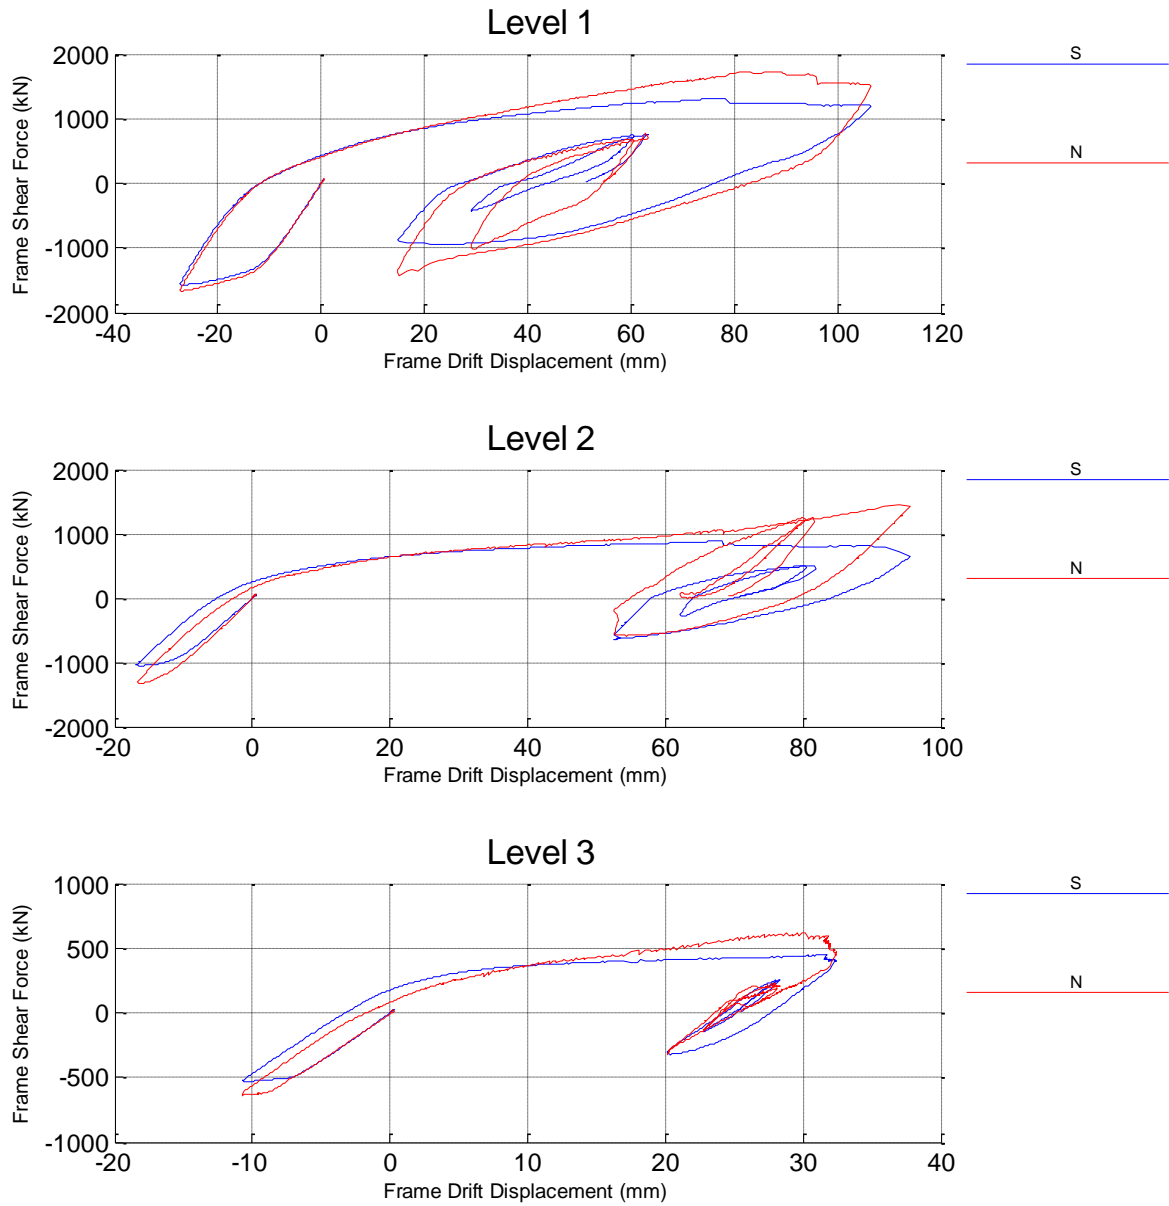 Level 1
2000
1000
0
-1000
-2000
-40 -20 0 20 40 60 80 100 120
Frame Shear Force (kN)
Frame Drift Displacement (mm)
S
N
Level 2
2000
1000
0
-1000
-2000
-20 0 20 40 60 80 100
Frame Shear Force (kN)
Frame Drift Displacement (mm)
S
N
Level 3
1000
500
0
-500
-1000
-20 -10 0 10 20 30 40
Frame Shear Force (kN)
Frame Drift Displacement (mm)
S
N